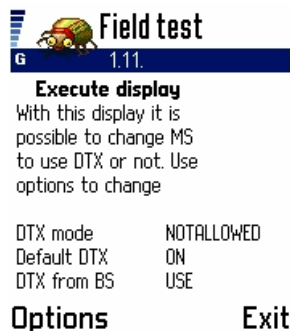 Field test
G 1.11.
Execute display
With this display it is
possible to change MS
to use DTX or not. Use
options to change
DTX mode NOTALLOWED
Default DTX ON
DTX from BS USE
Options Exit